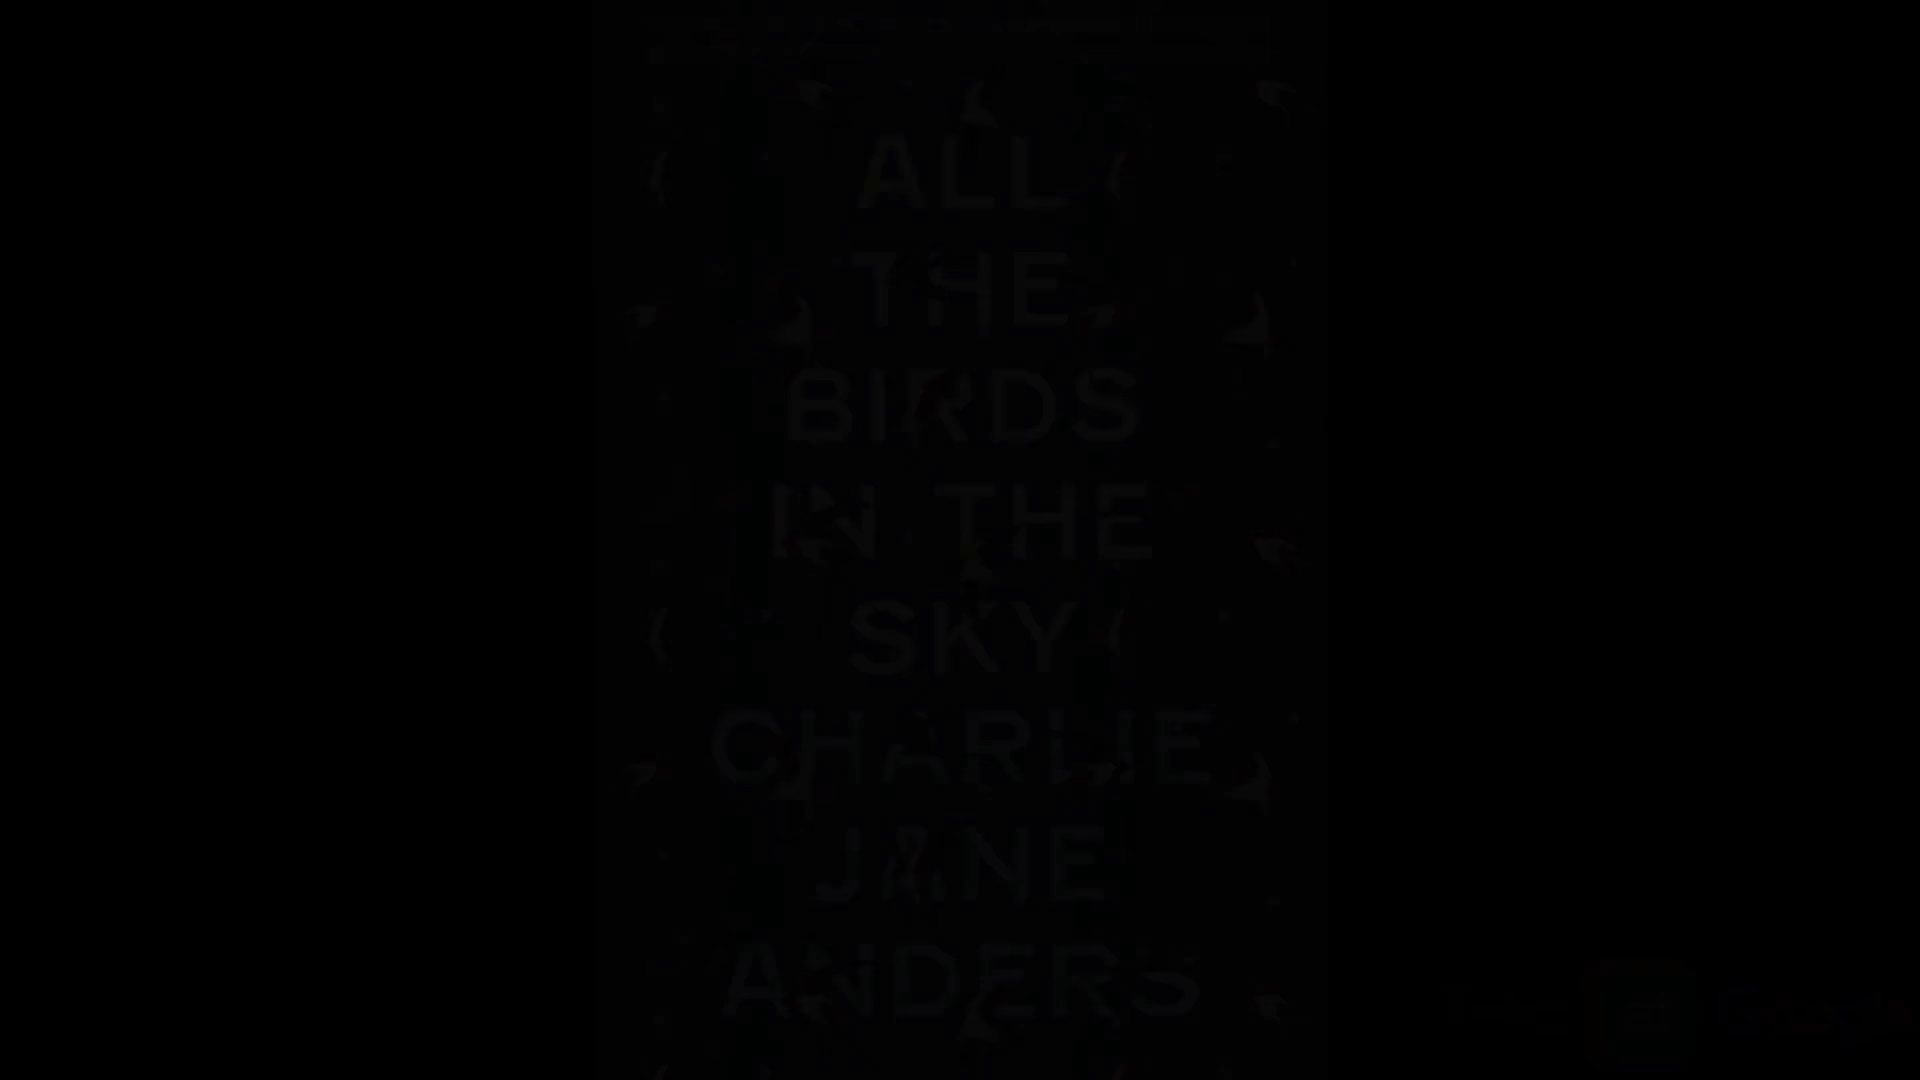 ALL
THE
BIRDS
IN THE
SKY
CHARLIE
JANE
ANDERS